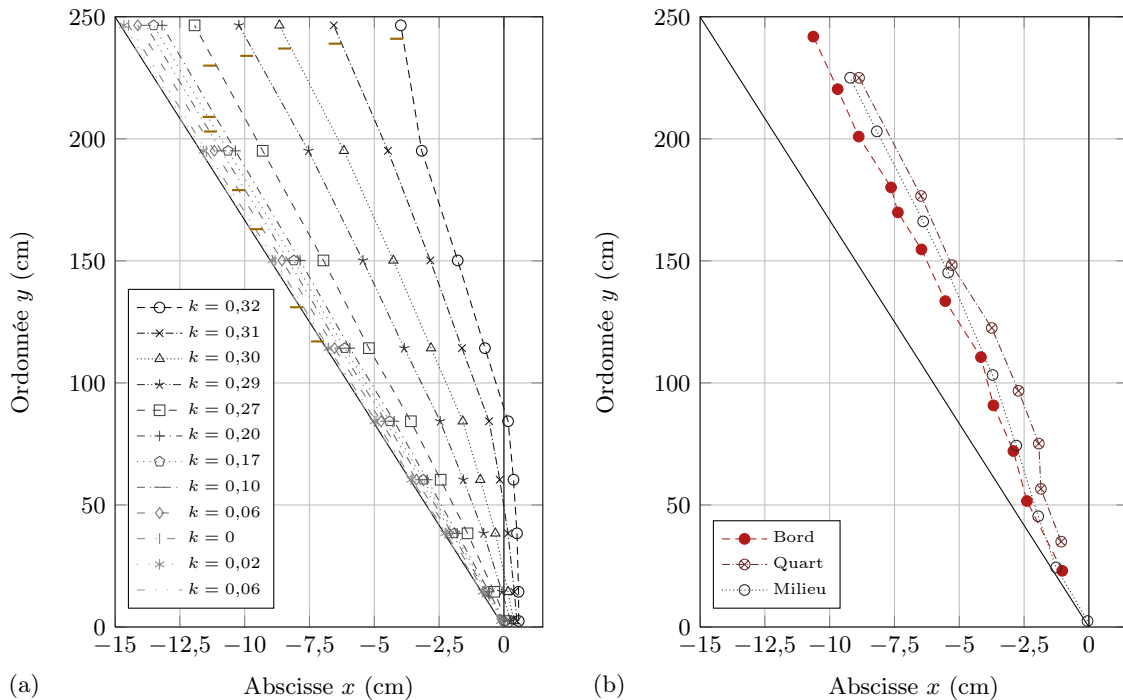 250
200
150
100
50
0
Ordonnée y (cm)
k = 0,32
k = 0,31
k = 0,30
k = 0,29
k = 0,27
k = 0,20
k = 0,17
k = 0,10
k = 0,06
k = 0
k = 0,02
k = 0,06
−15 −12,5 −10 −7,5 −5 −2,5 0
(a) Abscisse x (cm)
250
200
150
100
50
0
Ordonnée y (cm)
Bord
Quart
Milieu
−15 −12,5 −10 −7,5 −5 −2,5 0
(b) Abscisse x (cm)